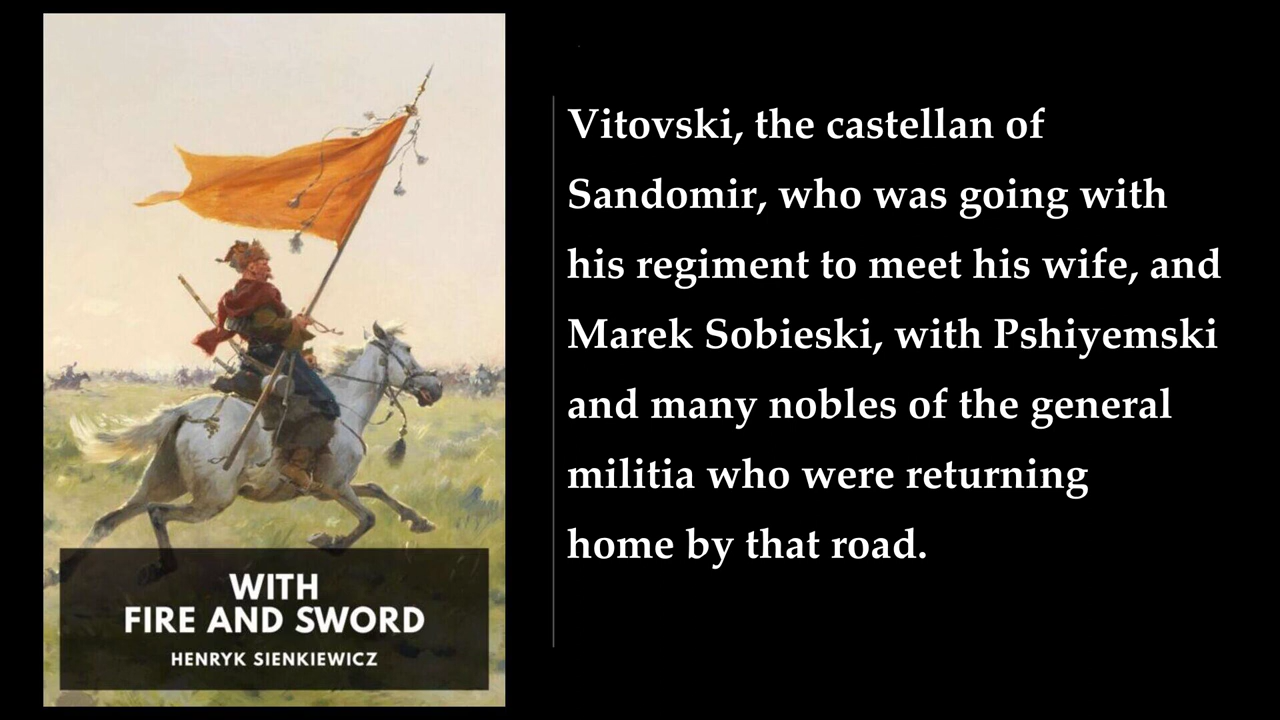 WITH
FIRE AND SWORD
HENRYK SIENKIEWICZ
Vitovski, the castellan of
Sandomir, who was going with
his regiment to meet his wife, and
Marek Sobieski, with Pshiyemski
and many nobles of the general
militia who were returning
home by that road.